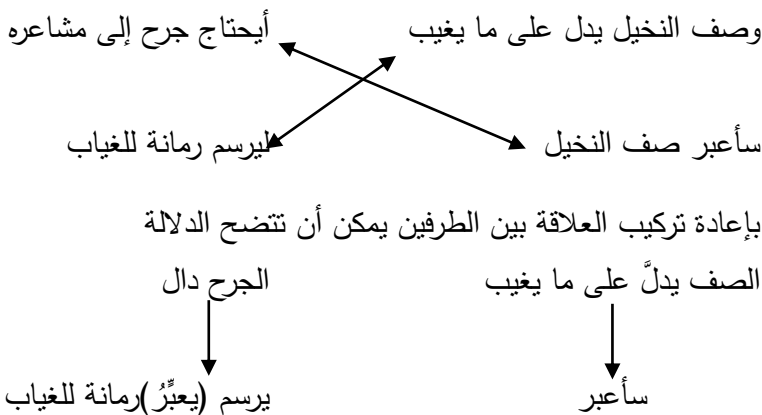 وصف النخيل يدل على ما يغيب أيحتاج جرح إلى مشاعره
سأعبر صف النخيل ليرسم رمانة للغياب
بإعادة تركيب العلاقة بين الطرفين يمكن أن تتضح الدلالة
الصف يدلَّ على ما يغيب الجرح دال
سأعبر يرسم (يعبِّرُ)رمانة للغياب